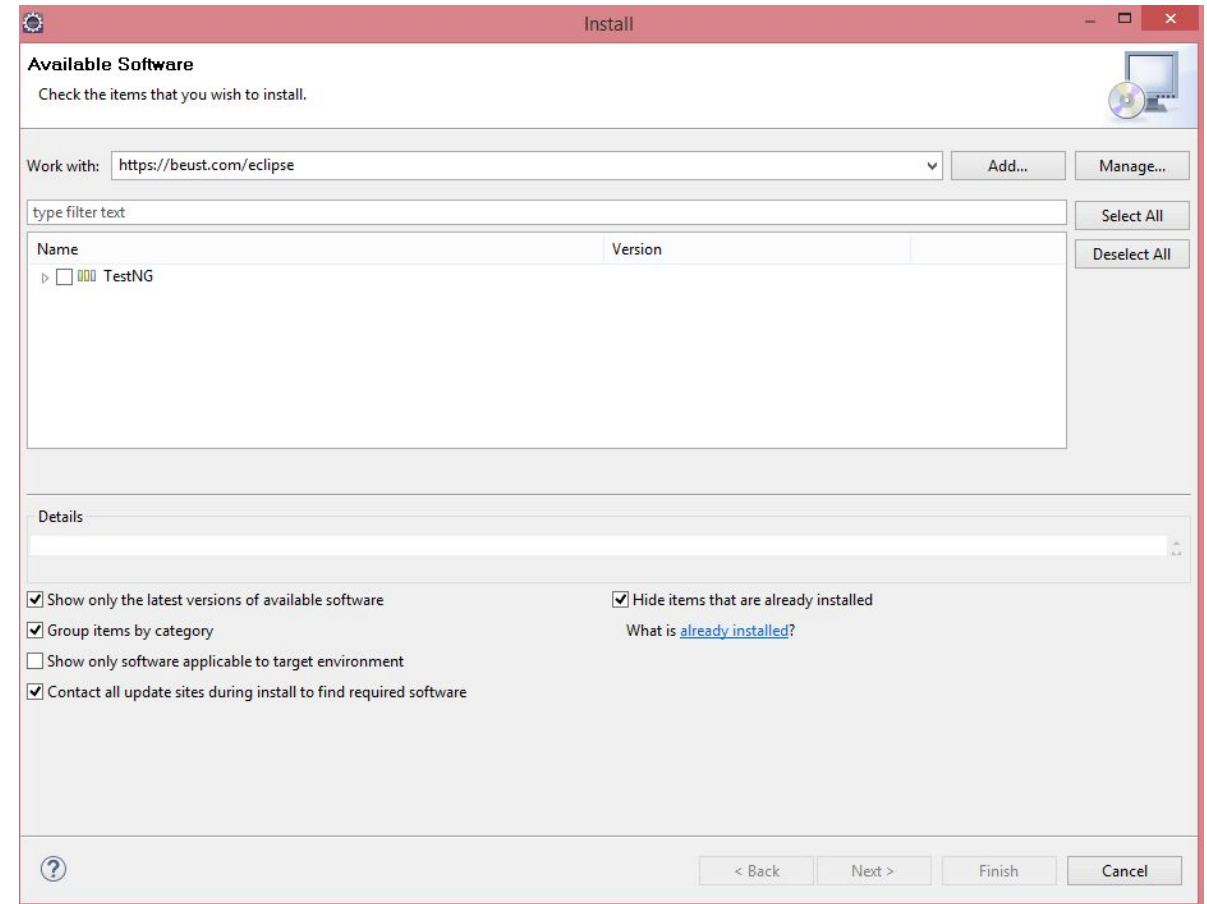 Install
Available Software
Check the items that you wish to install.
Work with: https://beust.com/eclipse Add... Manage...
type filter text Select All
Name Version Deselect All
TestNG
Details
Show only the latest versions of available software Hide items that are already installed
Group items by category What is already installed?
Show only software applicable to target environment
Contact all update sites during install to find required software
? < Back Next > Finish Cancel